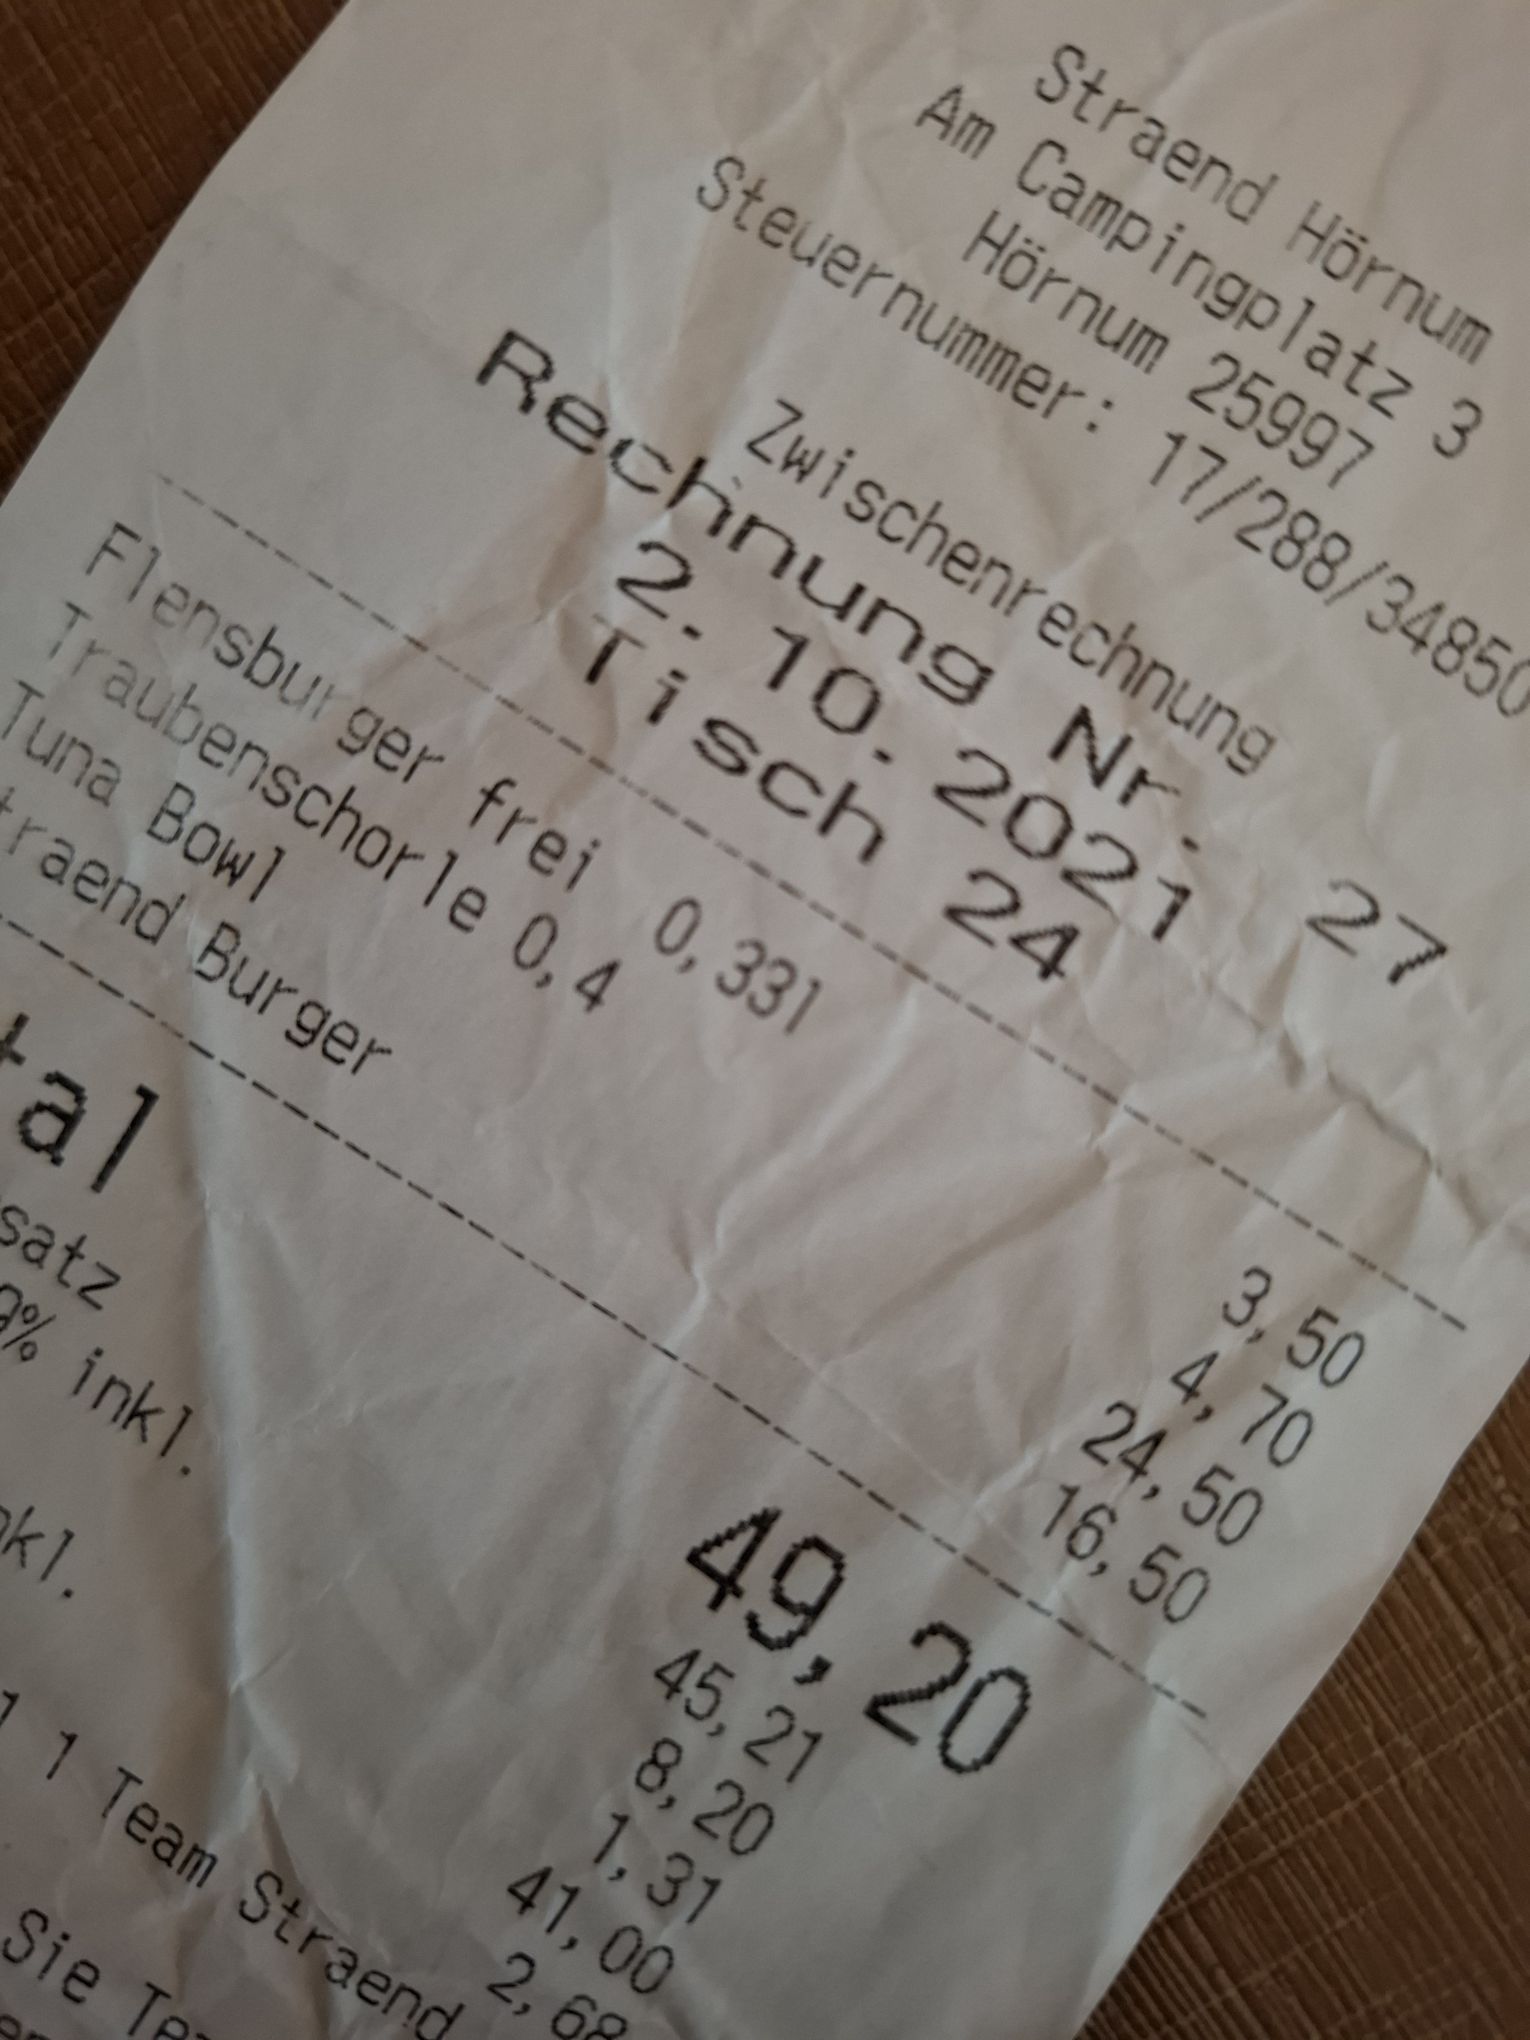 Straend Hörnum
Am Campingplatz 3
Hörnum 25997
Steuernummer: 17/288/34850
Zwischenrechnung
Rechnung Nr. 27
2.10.2021
Tisch 24
Flensburger frei 0,33l 3,50
Traubenschorle 0,4 4,70
Tuna Bowl 24,50
traend Burger 16,50
tal 49,20
satz 45,21
9% inkl. 8,20
1,31
nkl. 41,00
2,68
1 Team Straend
Sie